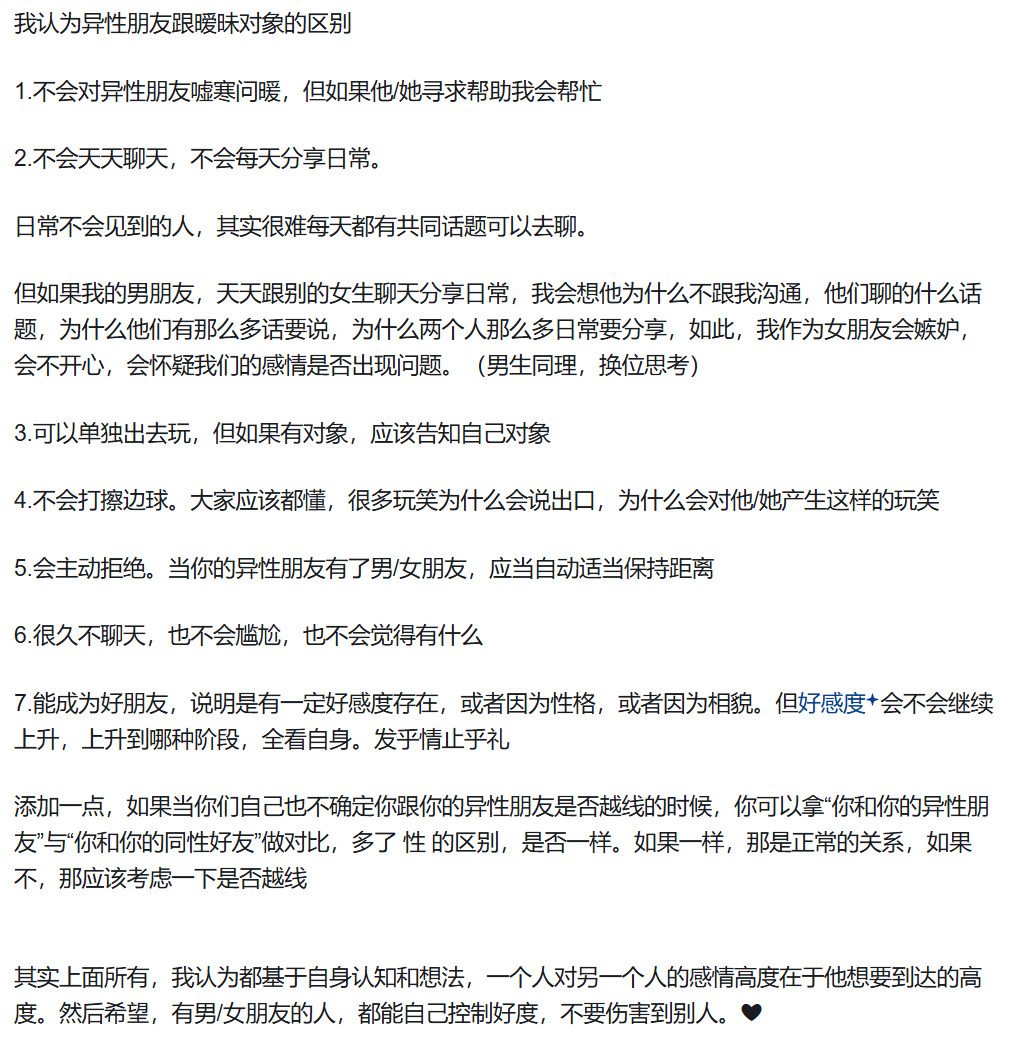 我认为异性朋友跟暧昧对象的区别
1.不会对异性朋友嘘寒问暖，但如果他/她寻求帮助我会帮忙
2.不会天天聊天，不会每天分享日常。
日常不会见到的人，其实很难每天都有共同话题可以去聊。
但如果我的男朋友，天天跟别的女生聊天分享日常，我会想他为什么不跟我沟通，他们聊的什么话
题，为什么他们有那么多话要说，为什么两个人那么多日常要分享，如此，我作为女朋友会嫉妒，
会不开心，会怀疑我们的感情是否出现问题。（男生同理，换位思考）
3.可以单独出去玩，但如果有对象，应该告知自己对象
4.不会打擦边球。大家应该都懂，很多玩笑为什么会说出口，为什么会对他/她产生这样的玩笑
5.会主动拒绝。当你的异性朋友有了男/女朋友，应当自动适当保持距离
6.很久不聊天，也不会尴尬，也不会觉得有什么
7.能成为好朋友，说明是有一定好感度存在，或者因为性格，或者因为相貌。但好感度会不会继续
上升，上升到哪种阶段，全看自身。发乎情止乎礼
添加一点，如果当你们自己也不确定你跟你的异性朋友是否越线的时候，你可以拿“你和你的异性朋
友”与“你和你的同性好友”做对比，多了 性 的区别，是否一样。如果一样，那是正常的关系，如果
不，那应该考虑一下是否越线
其实上面所有，我认为都基于自身认知和想法，一个人对另一个人的感情高度在于他想要到达的高
度。然后希望，有男/女朋友的人，都能自己控制好度，不要伤害到别人。♥